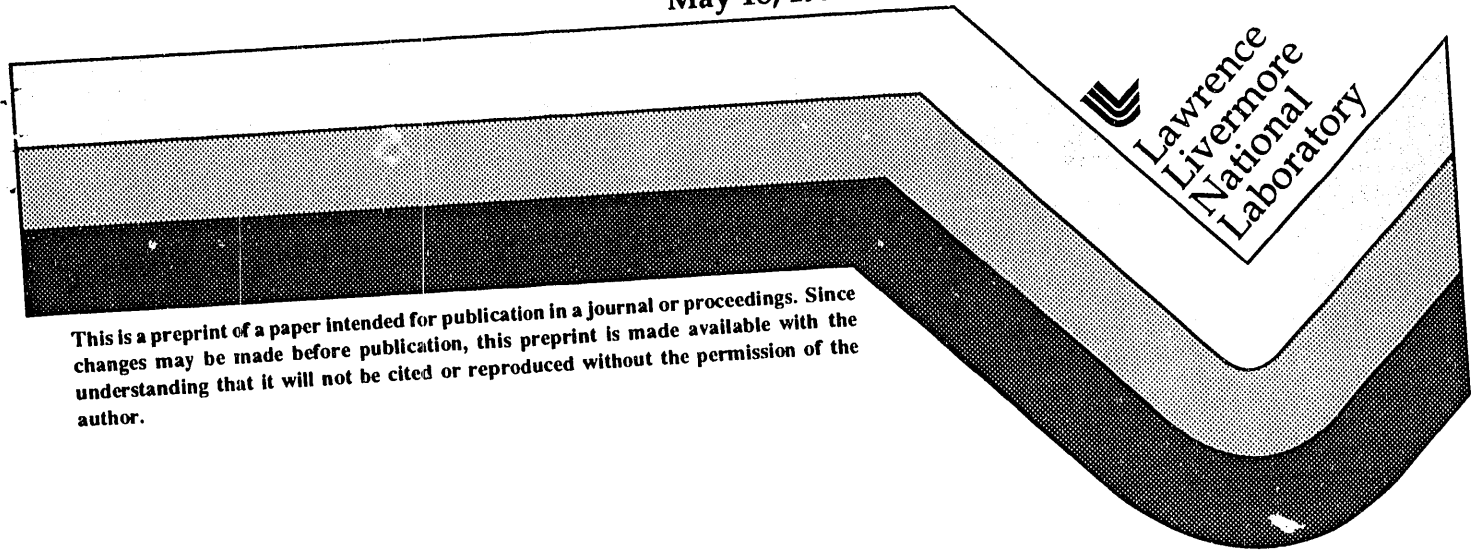 Lawrence
Livermore
National
Laboratory
This is a preprint of a paper intended for publication in a journal or proceedings. Since
changes may be made before publication, this preprint is made available with the
understanding that it will not be cited or reproduced without the permission of the
author.